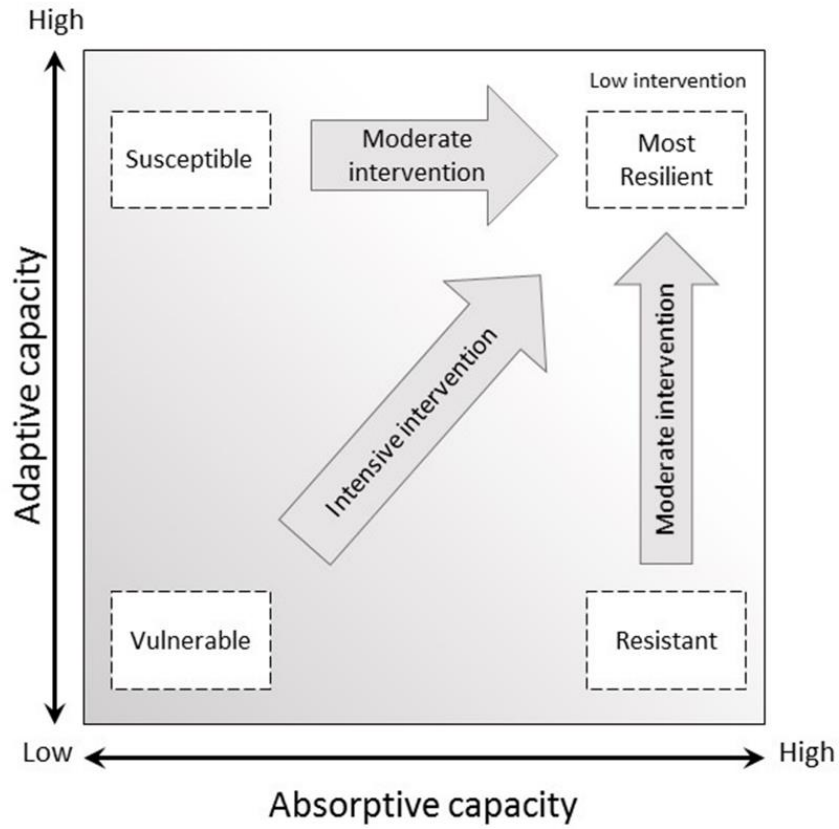 High
Low intervention
Susceptible
Moderate
intervention
Most
Resilient
Adaptive capacity
Intensive intervention
Moderate intervention
Vulnerable
Resistant
Low
High
Absorptive capacity